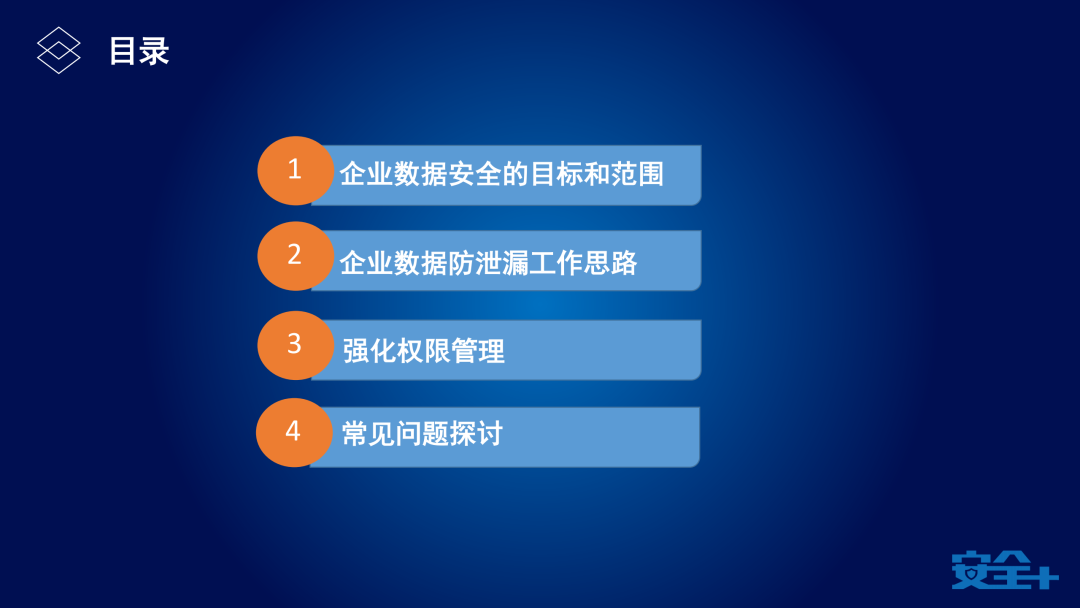 目录
1 企业数据安全的目标和范围
2 企业数据防泄漏工作思路
3 强化权限管理
4 常见问题探讨
安全+